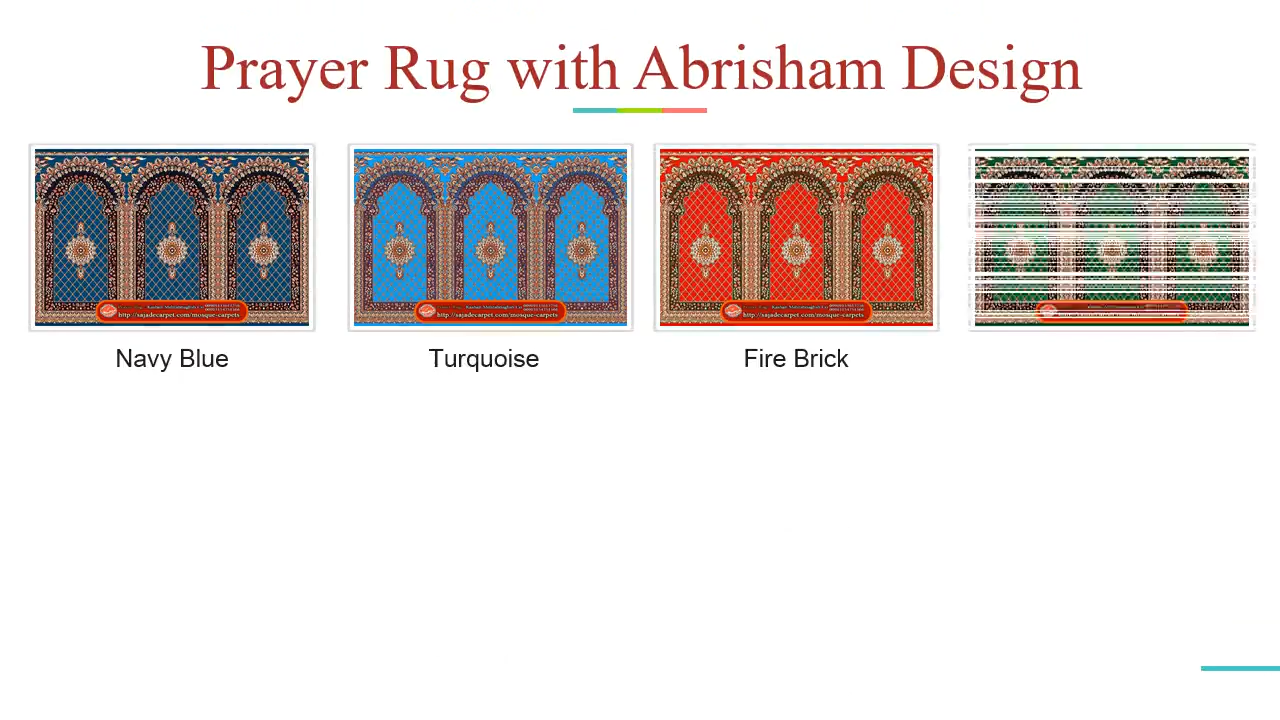 Prayer Rug with Abrisham Design
http://sajadecarpet.com/mosque-carpets
http://sajadecarpet.com/mosque-carpets
http://sajadecarpet.com/mosque-carpets
Navy Blue
Turquoise
Fire Brick